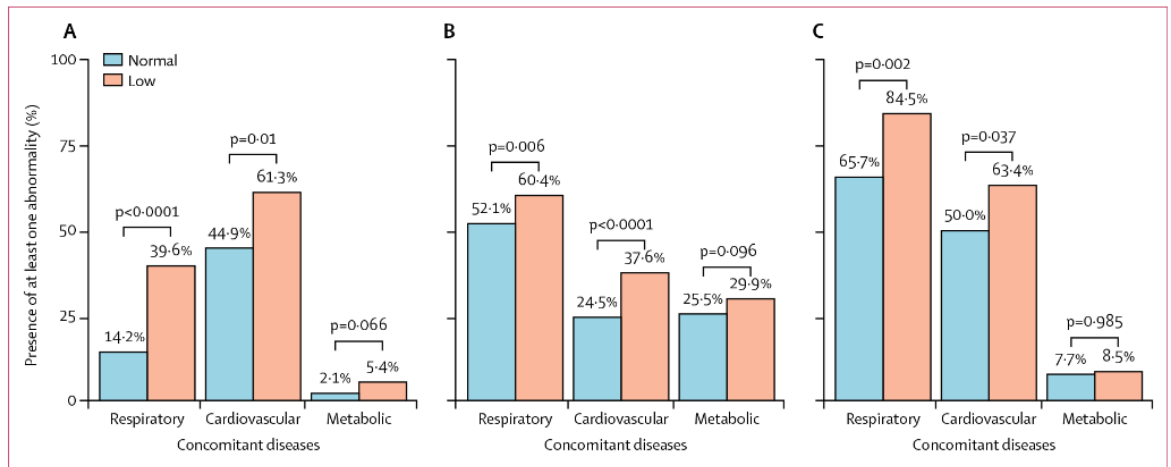 A
B
C
Presence of at least one abnormality (%)
100
75
50
25
0
Normal
Low
p<0·0001
14·2%
39·6%
p=0·01
44·9%
61·3%
p=0·066
2·1%
5·4%
Respiratory
Cardiovascular
Metabolic
Concomitant diseases
p=0·006
52·1%
60·4%
p<0·0001
24·5%
37·6%
p=0·096
25·5%
29·9%
Respiratory
Cardiovascular
Metabolic
Concomitant diseases
p=0·002
65·7%
84·5%
p=0·037
50·0%
63·4%
p=0·985
7·7%
8·5%
Respiratory
Cardiovascular
Metabolic
Concomitant diseases